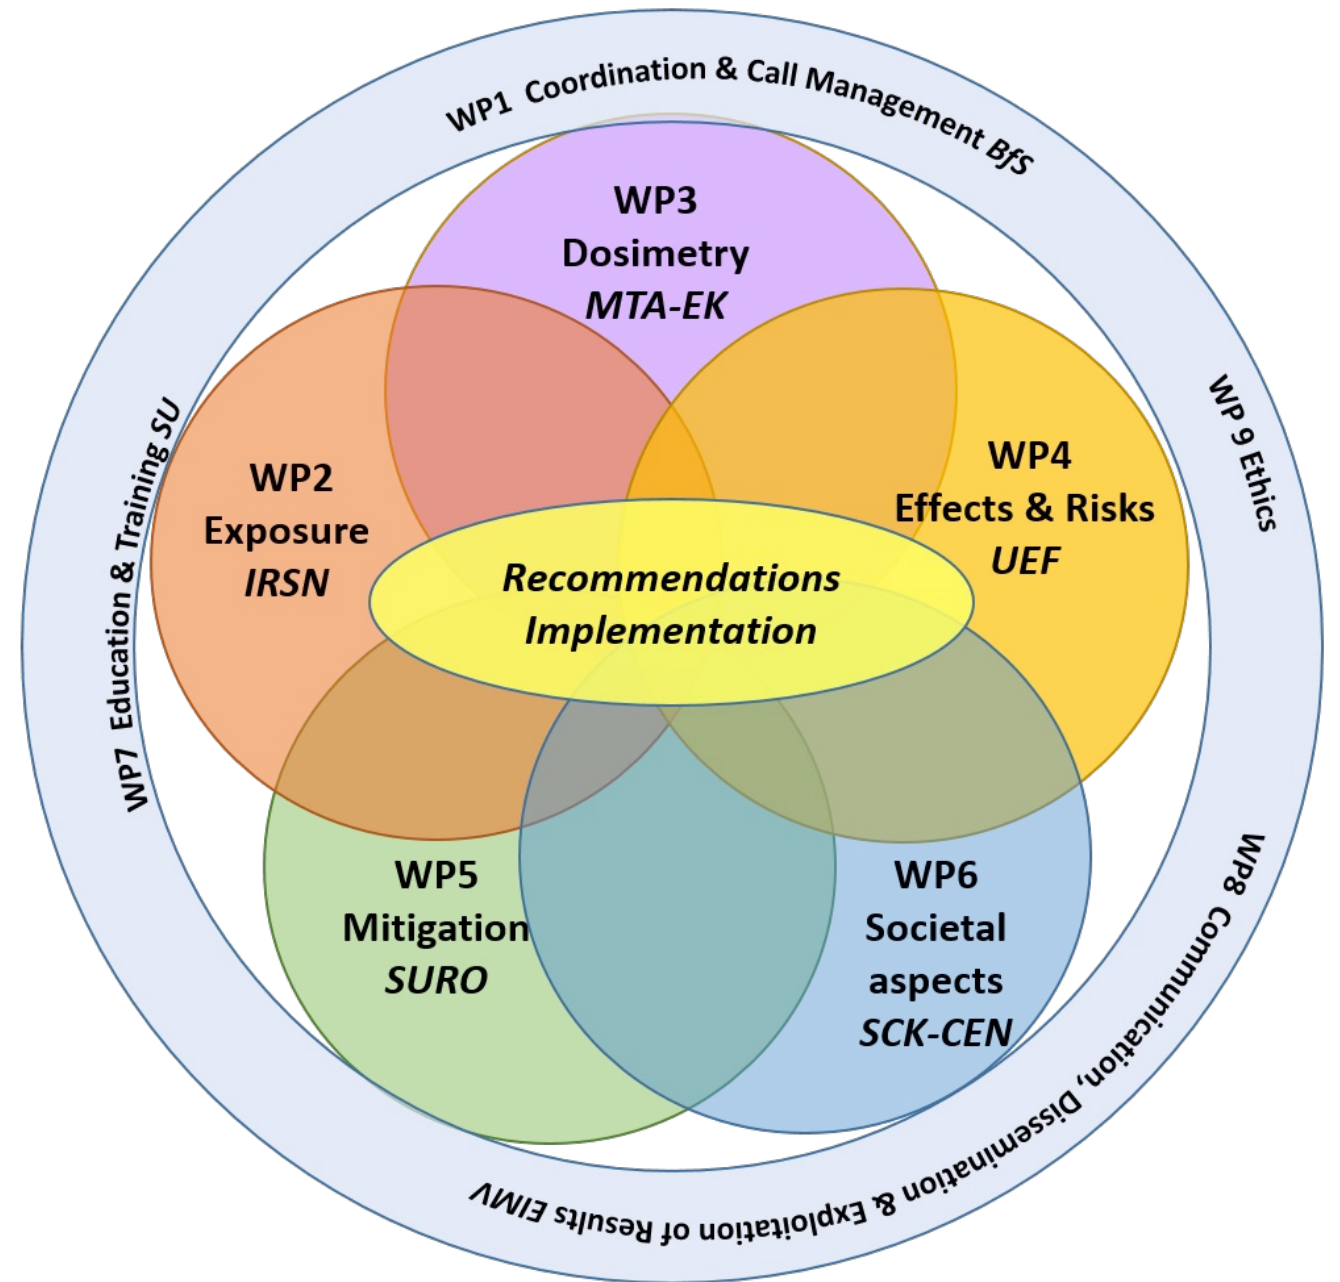 WP1 Coordination & Call Management BfS
WP3
Dosimetry
MTA-EK
WP2
Exposure
IRSN
WP4
Effects & Risks
UEF
Recommendations
Implementation
WP5
Mitigation
SURO
WP6
Societal
aspects
SCK-CEN
WP7 Education & Training SU
WP 9 Ethics
WP8 Communication, Dissemination & Exploitation of Results EIMV